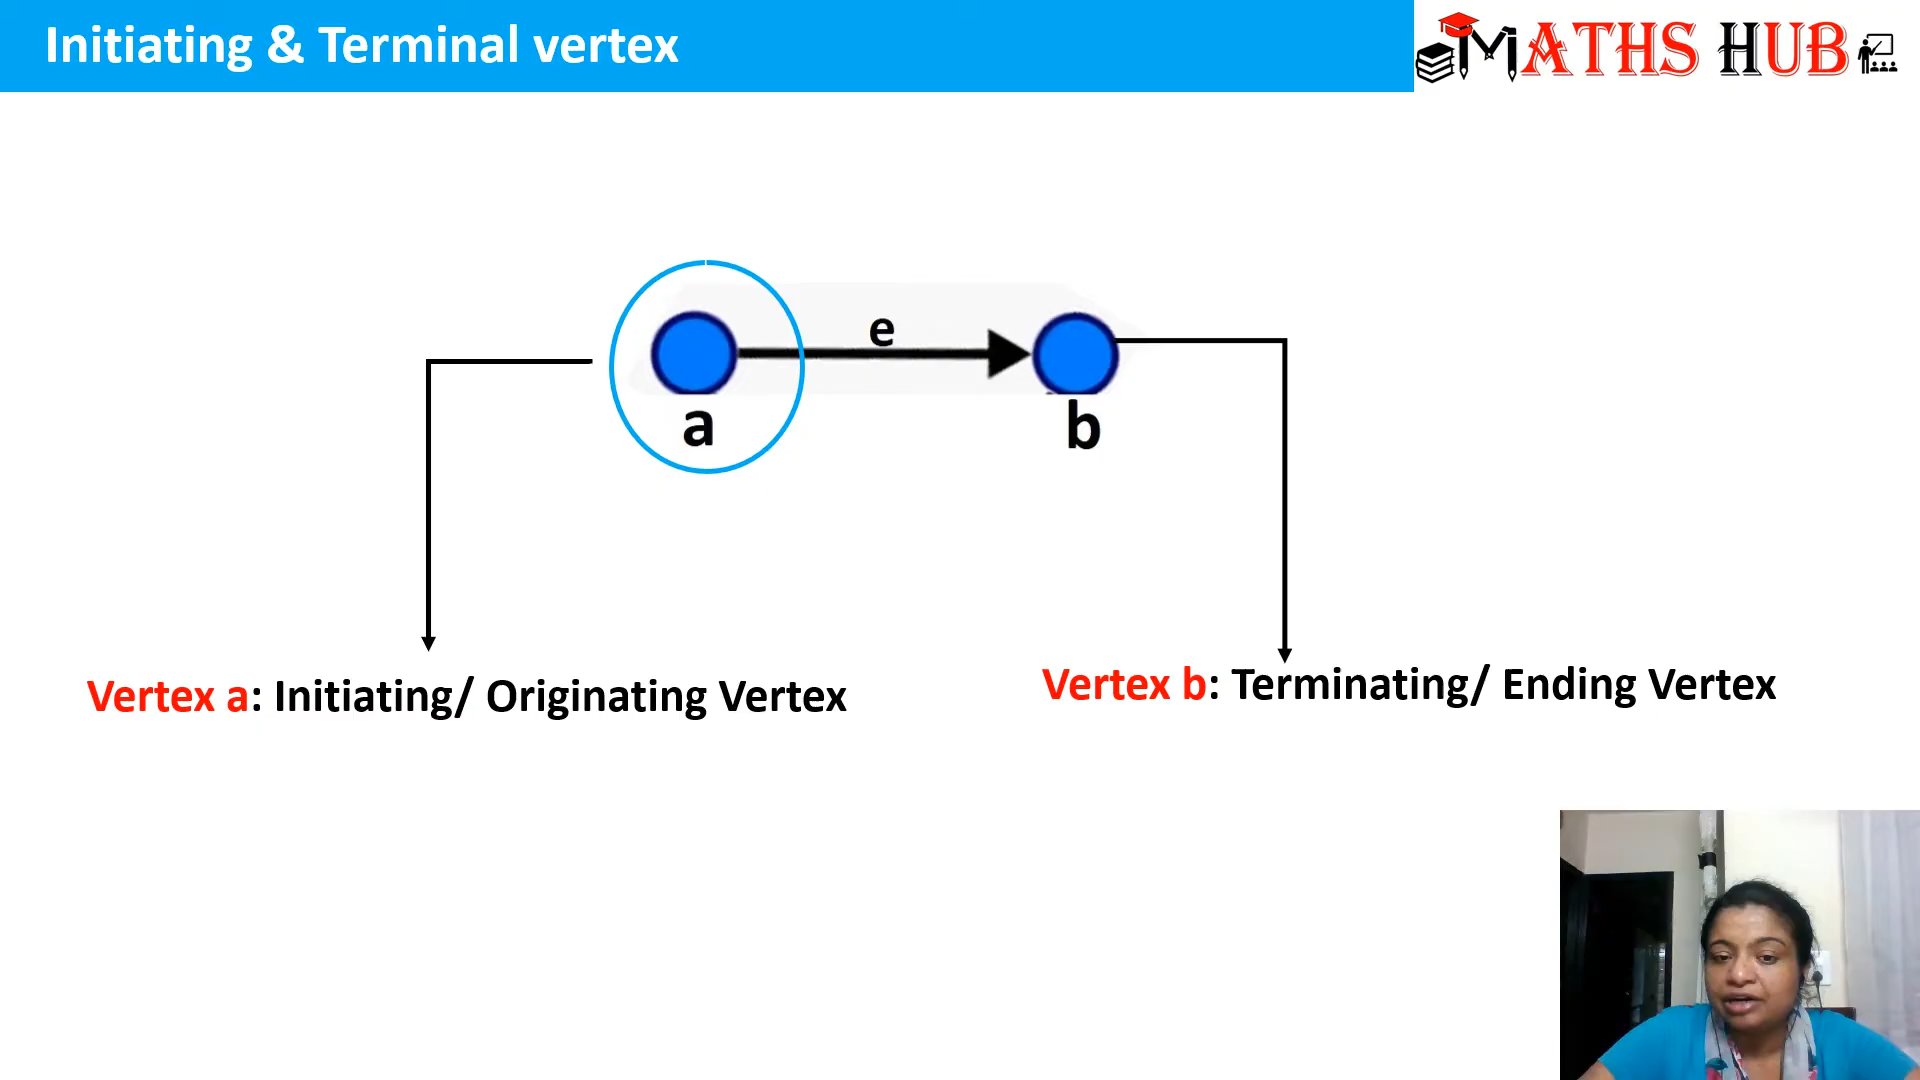 Initiating & Terminal vertex
MATHS HUB
e
a
b
Vertex a: Initiating/ Originating Vertex
Vertex b: Terminating/ Ending Vertex